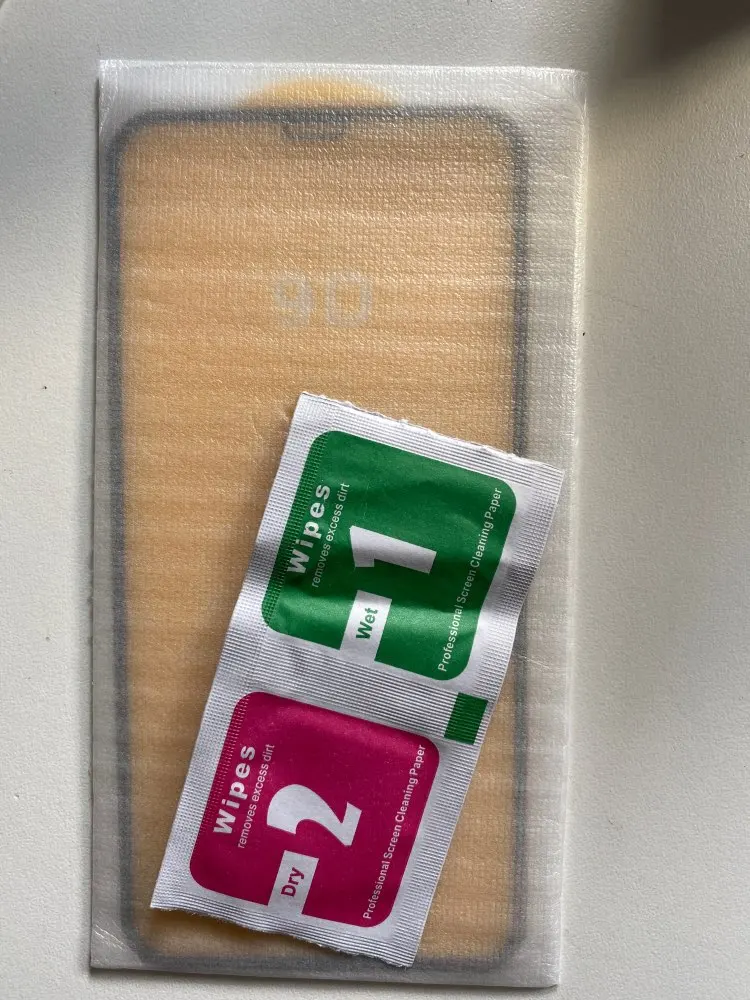 9D
Wipes
removes excess dirt
1
Wet
Professional Screen Cleaning Paper
Wipes
removes excess dirt
2
Dry
Professional Screen Cleaning Paper